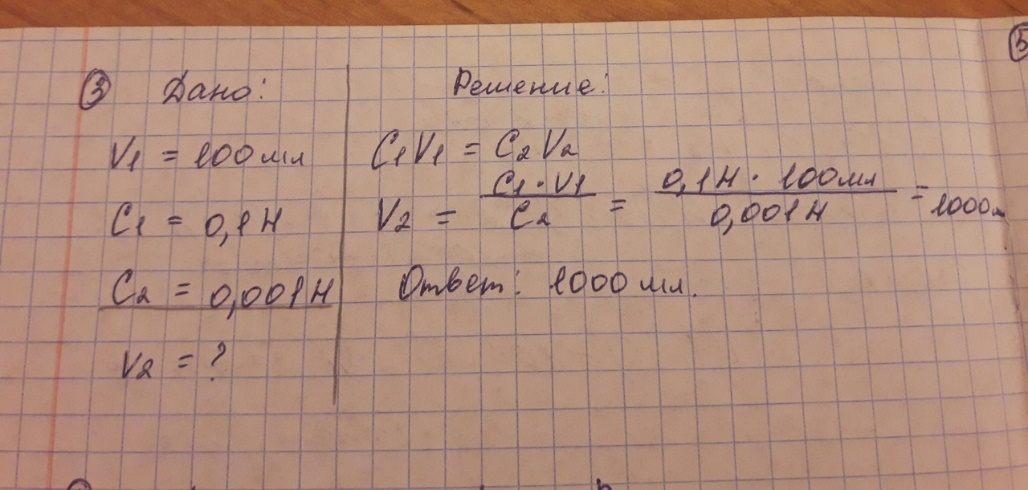 ③ Дано: Решение:
V1 = 100 мл C1V1 = C2V2
C1 = 0,1 Н V2 = C1·V1 / C2 = 0,1 Н · 100 мл / 0,001 Н = 1000 м
C2 = 0,001 Н Ответ: 1000 мл.
V2 = ?
⑤